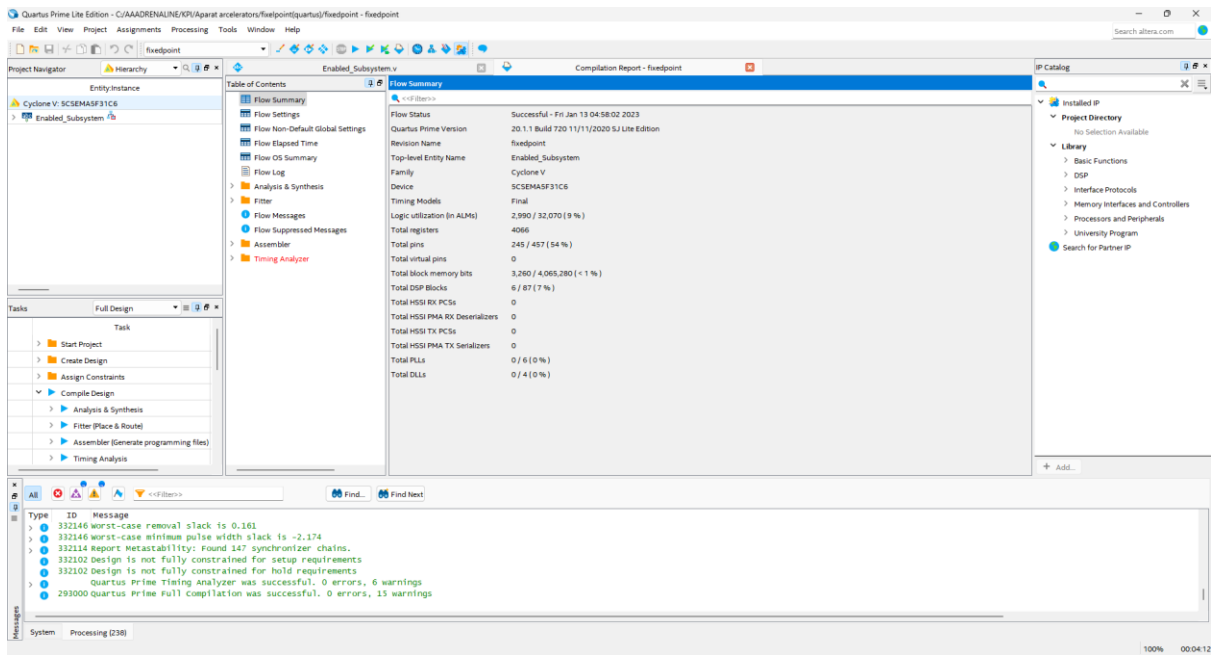 Quartus Prime Lite Edition - C:/AAADRENALINE/KPI/Aparat arcelerators/fixelpoint(quartus)/fixedpoint - fixedpoint
File Edit View Project Assignments Processing Tools Window Help
Search altera.com
fixedpoint
Project Navigator
Hierarchy
Entity:Instance
Cyclone V: 5CSEMA5F31C6
Enabled_Subsystem
Tasks
Full Design
Task
Start Project
Create Design
Assign Constraints
Compile Design
Analysis & Synthesis
Fitter (Place & Route)
Assembler (Generate programming files)
Timing Analysis
Enabled_Subsystem.v
Compilation Report - fixedpoint
Table of Contents
Flow Summary
Flow Settings
Flow Non-Default Global Settings
Flow Elapsed Time
Flow OS Summary
Flow Log
Analysis & Synthesis
Fitter
Flow Messages
Flow Suppressed Messages
Assembler
Timing Analyzer
Flow Summary
<<Filter>>
Flow Status Successful - Fri Jan 13 04:58:02 2023
Quartus Prime Version 20.1.1 Build 720 11/11/2020 SJ Lite Edition
Revision Name fixedpoint
Top-level Entity Name Enabled_Subsystem
Family Cyclone V
Device 5CSEMA5F31C6
Timing Models Final
Logic utilization (in ALMs) 2,990 / 32,070 ( 9 % )
Total registers 4066
Total pins 245 / 457 ( 54 % )
Total virtual pins 0
Total block memory bits 3,260 / 4,065,280 ( < 1 % )
Total DSP Blocks 6 / 87 ( 7 % )
Total HSSI RX PCSs 0
Total HSSI PMA RX Deserializers 0
Total HSSI TX PCSs 0
Total HSSI PMA TX Serializers 0
Total PLLs 0 / 6 ( 0 % )
Total DLLs 0 / 4 ( 0 % )
IP Catalog
Installed IP
Project Directory
No Selection Available
Library
Basic Functions
DSP
Interface Protocols
Memory Interfaces and Controllers
Processors and Peripherals
University Program
Search for Partner IP
+ Add...
All
<<Filter>>
Find...
Find Next
Type ID Message
332146 Worst-case removal slack is 0.161
332146 Worst-case minimum pulse width slack is -2.174
332114 Report Metastability: Found 147 synchronizer chains.
332102 Design is not fully constrained for setup requirements
332102 Design is not fully constrained for hold requirements
Quartus Prime Timing Analyzer was successful. 0 errors, 6 warnings
293000 Quartus Prime Full Compilation was successful. 0 errors, 15 warnings
Messages
System Processing (238)
100% 00:04:12